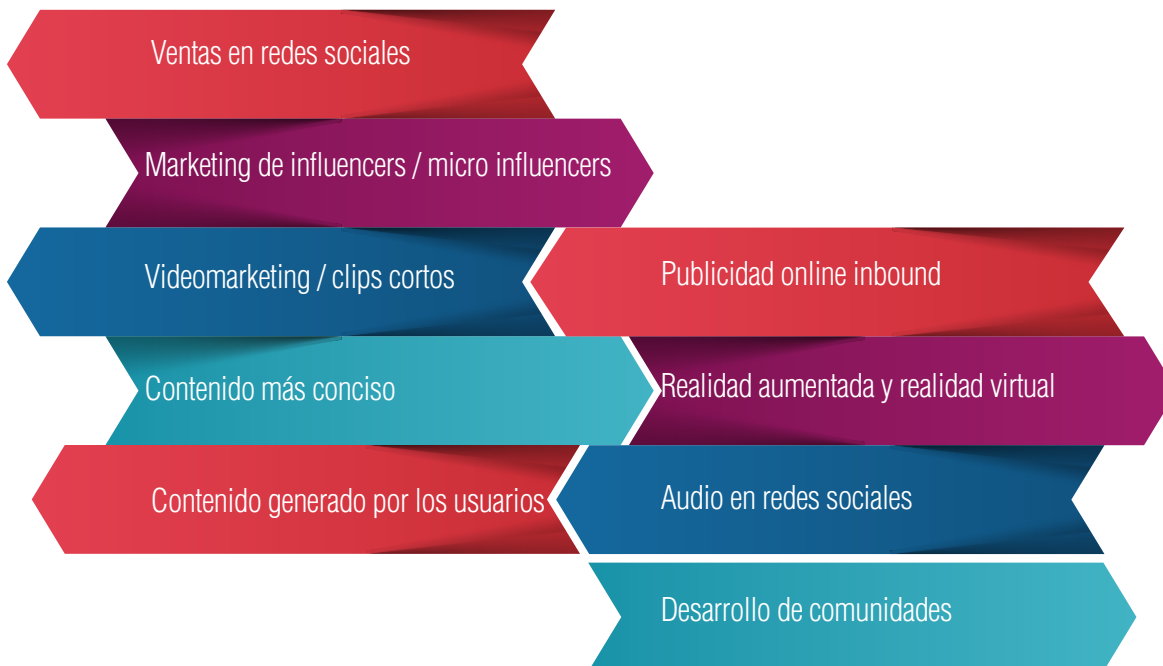 Ventas en redes sociales
Marketing de influencers / micro influencers
Videomarketing / clips cortos
Contenido más conciso
Contenido generado por los usuarios
Publicidad online inbound
Realidad aumentada y realidad virtual
Audio en redes sociales
Desarrollo de comunidades